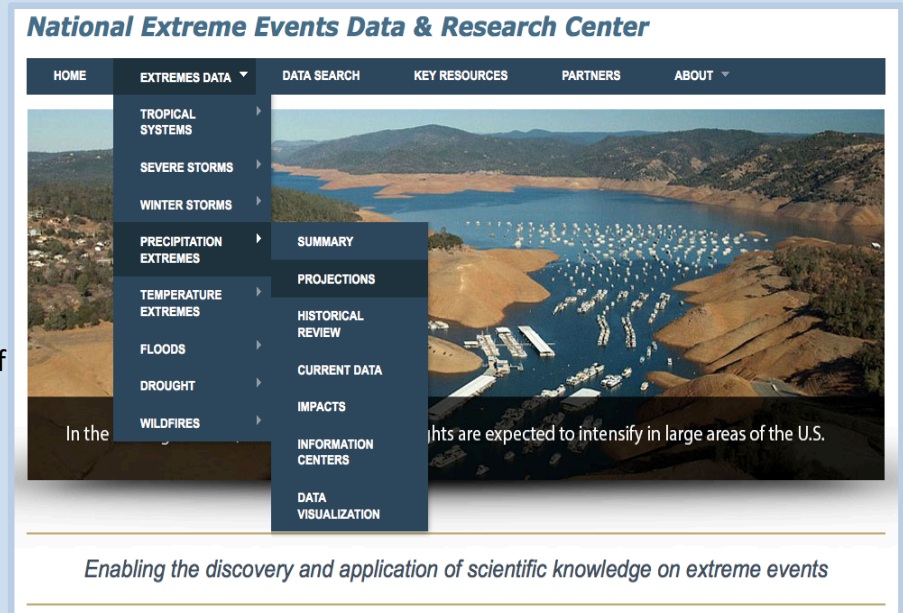 National Extreme Events Data & Research Center
HOME
EXTREMES DATA
DATA SEARCH
KEY RESOURCES
PARTNERS
ABOUT
TROPICAL
SYSTEMS
SEVERE STORMS
WINTER STORMS
PRECIPITATION
EXTREMES
TEMPERATURE
EXTREMES
FLOODS
DROUGHT
WILDFIRES
SUMMARY
PROJECTIONS
HISTORICAL
REVIEW
CURRENT DATA
IMPACTS
INFORMATION
CENTERS
DATA
VISUALIZATION
f
In the
are expected to intensify in large areas of the U.S.
Enabling the discovery and application of scientific knowledge on extreme events